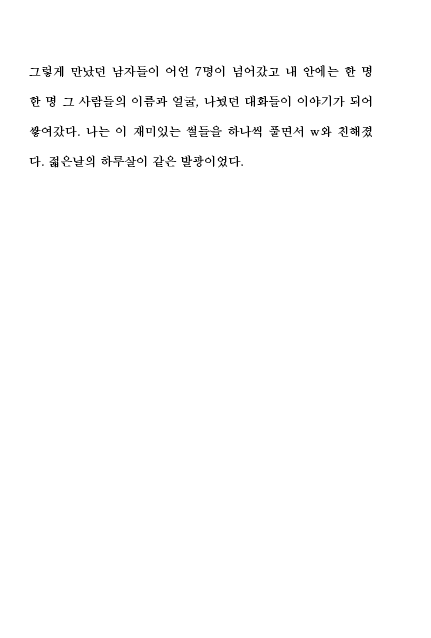 그렇게 만났던 남자들이 어언 7명이 넘어갔고 내 안에는 한 명
한 명 그 사람들의 이름과 얼굴, 나눴던 대화들이 이야기가 되어
쌓여갔다. 나는 이 재미있는 썰들을 하나씩 풀면서 w와 친해졌
다. 젊은날의 하루살이 같은 발광이었다.